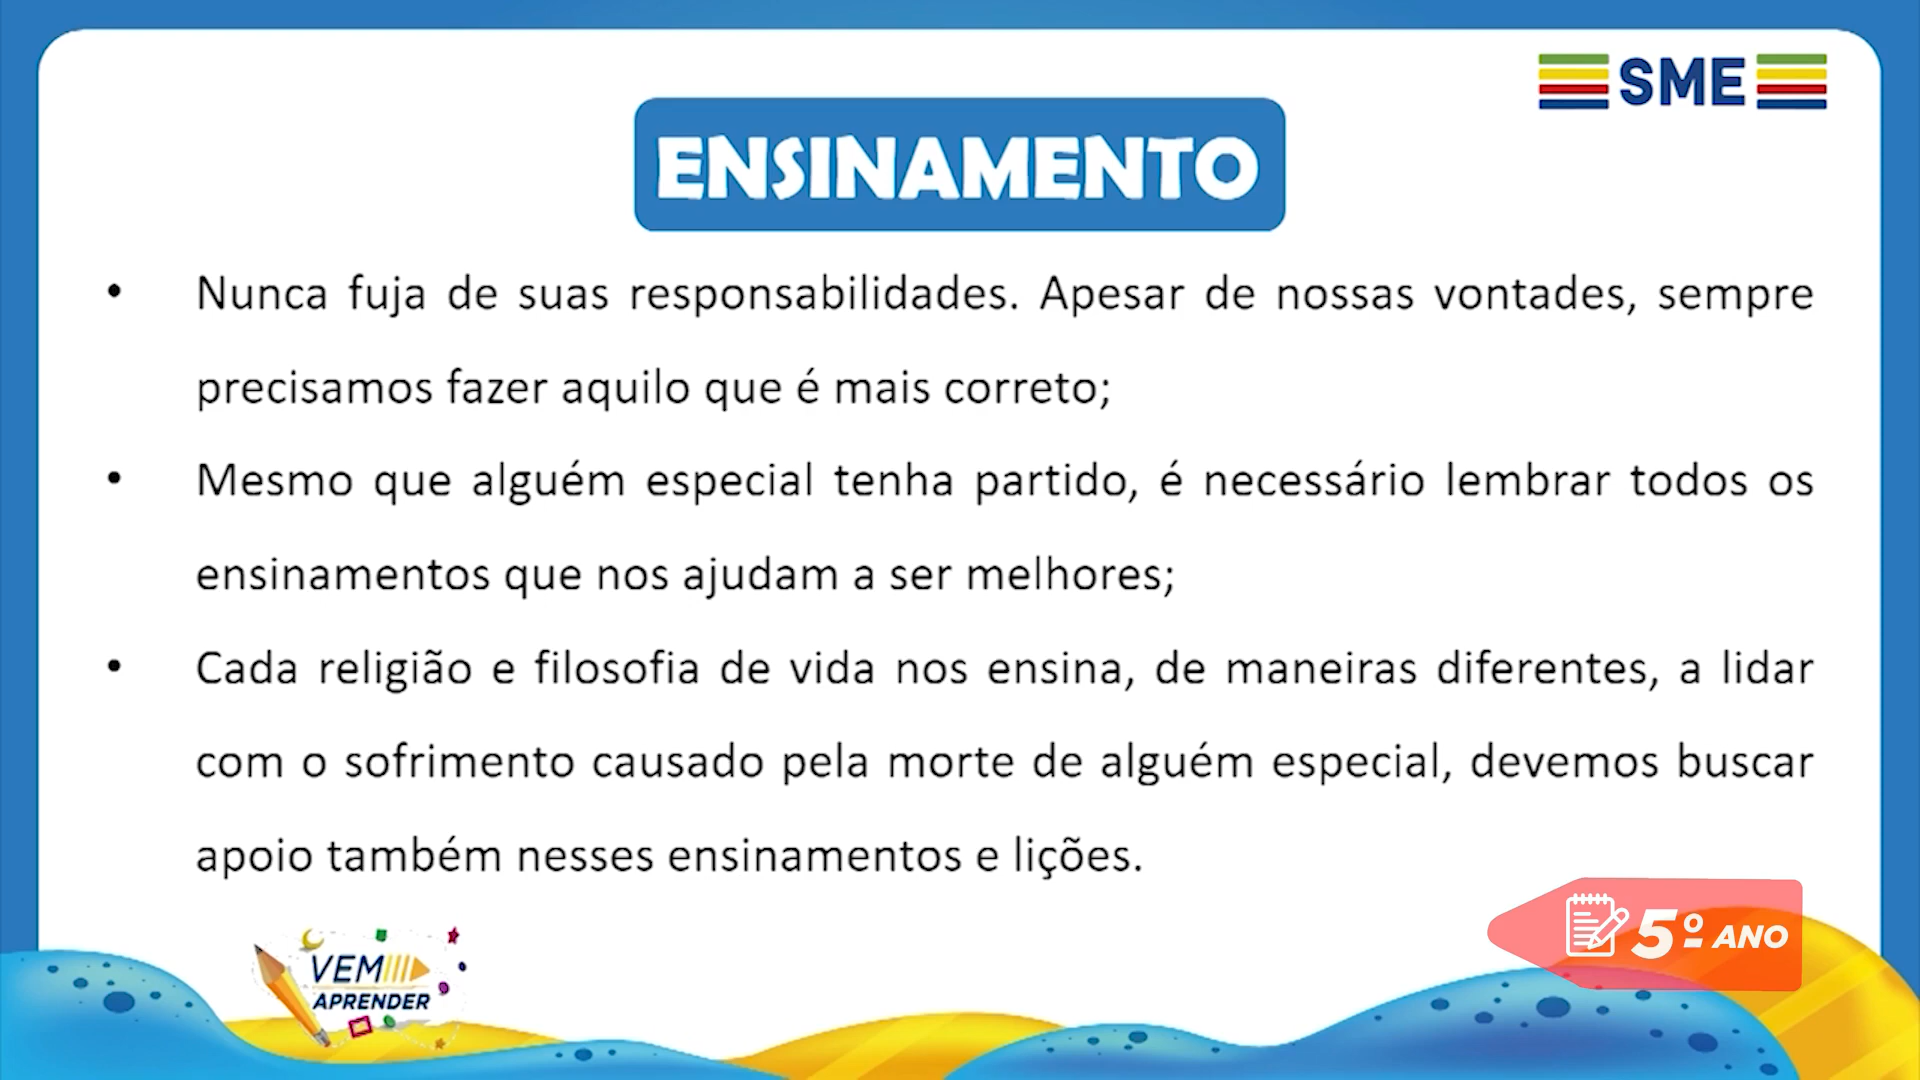 SME
ENSINAMENTO
• Nunca fuja de suas responsabilidades. Apesar de nossas vontades, sempre
precisamos fazer aquilo que é mais correto;
• Mesmo que alguém especial tenha partido, é necessário lembrar todos os
ensinamentos que nos ajudam a ser melhores;
• Cada religião e filosofia de vida nos ensina, de maneiras diferentes, a lidar
com o sofrimento causado pela morte de alguém especial, devemos buscar
apoio também nesses ensinamentos e lições.
5º ANO
VEM
APRENDER